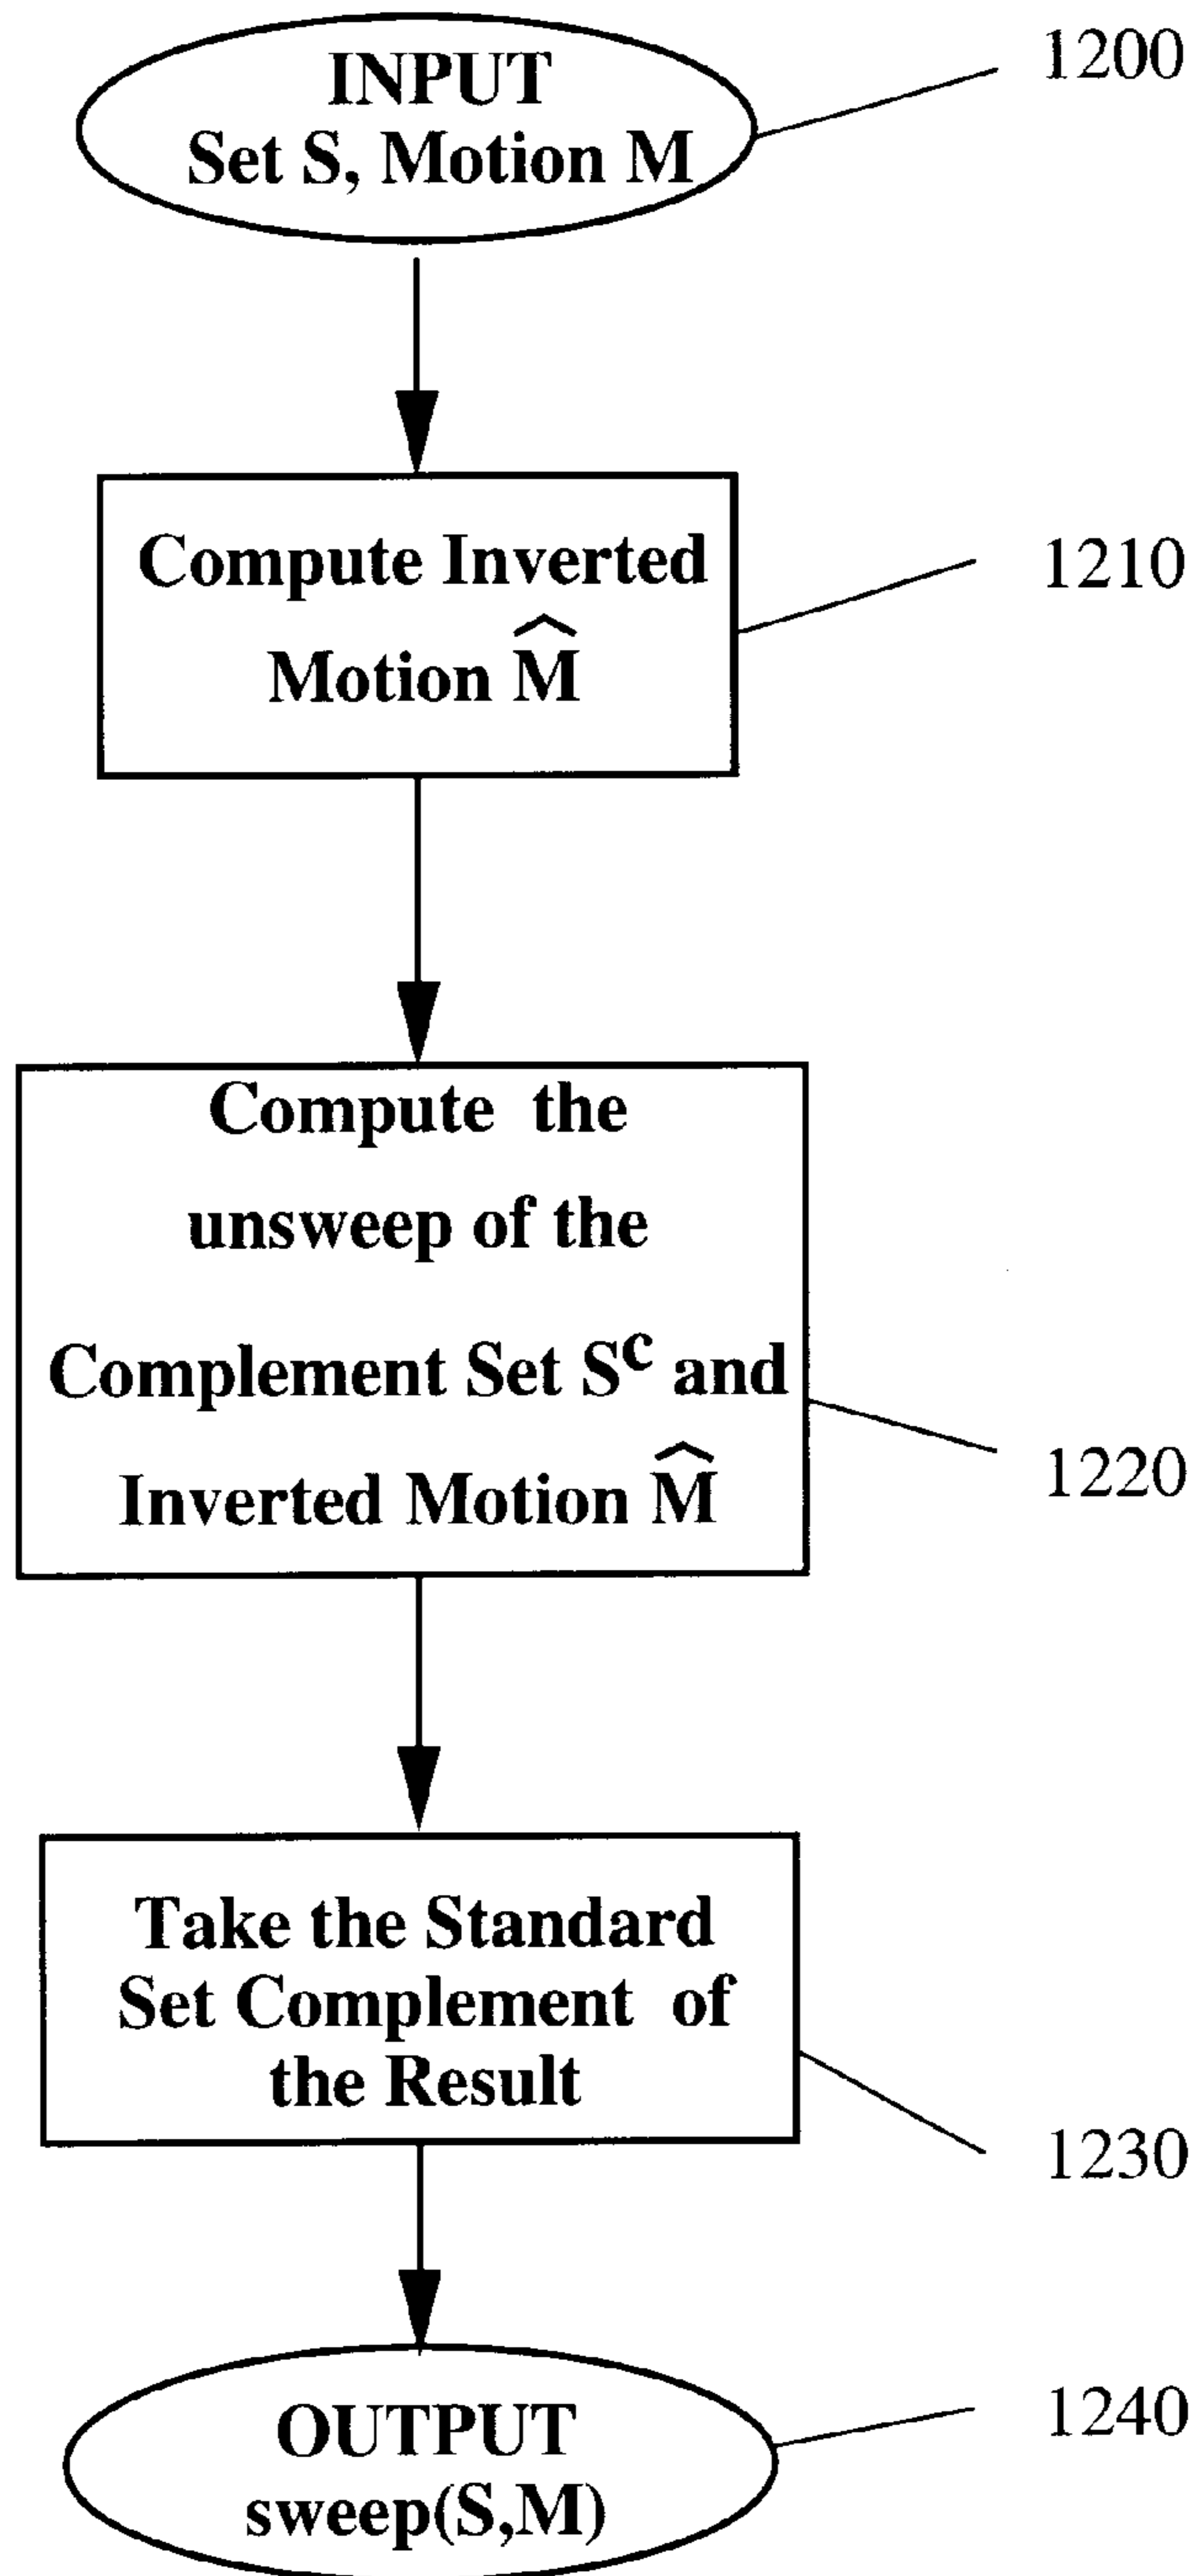 INPUT
Set S, Motion M
1200
Compute Inverted
Motion M̂
1210
Compute the
unsweep of the
Complement Set Sᶜ and
Inverted Motion M̂
1220
Take the Standard
Set Complement of
the Result
1230
OUTPUT
sweep(S,M)
1240